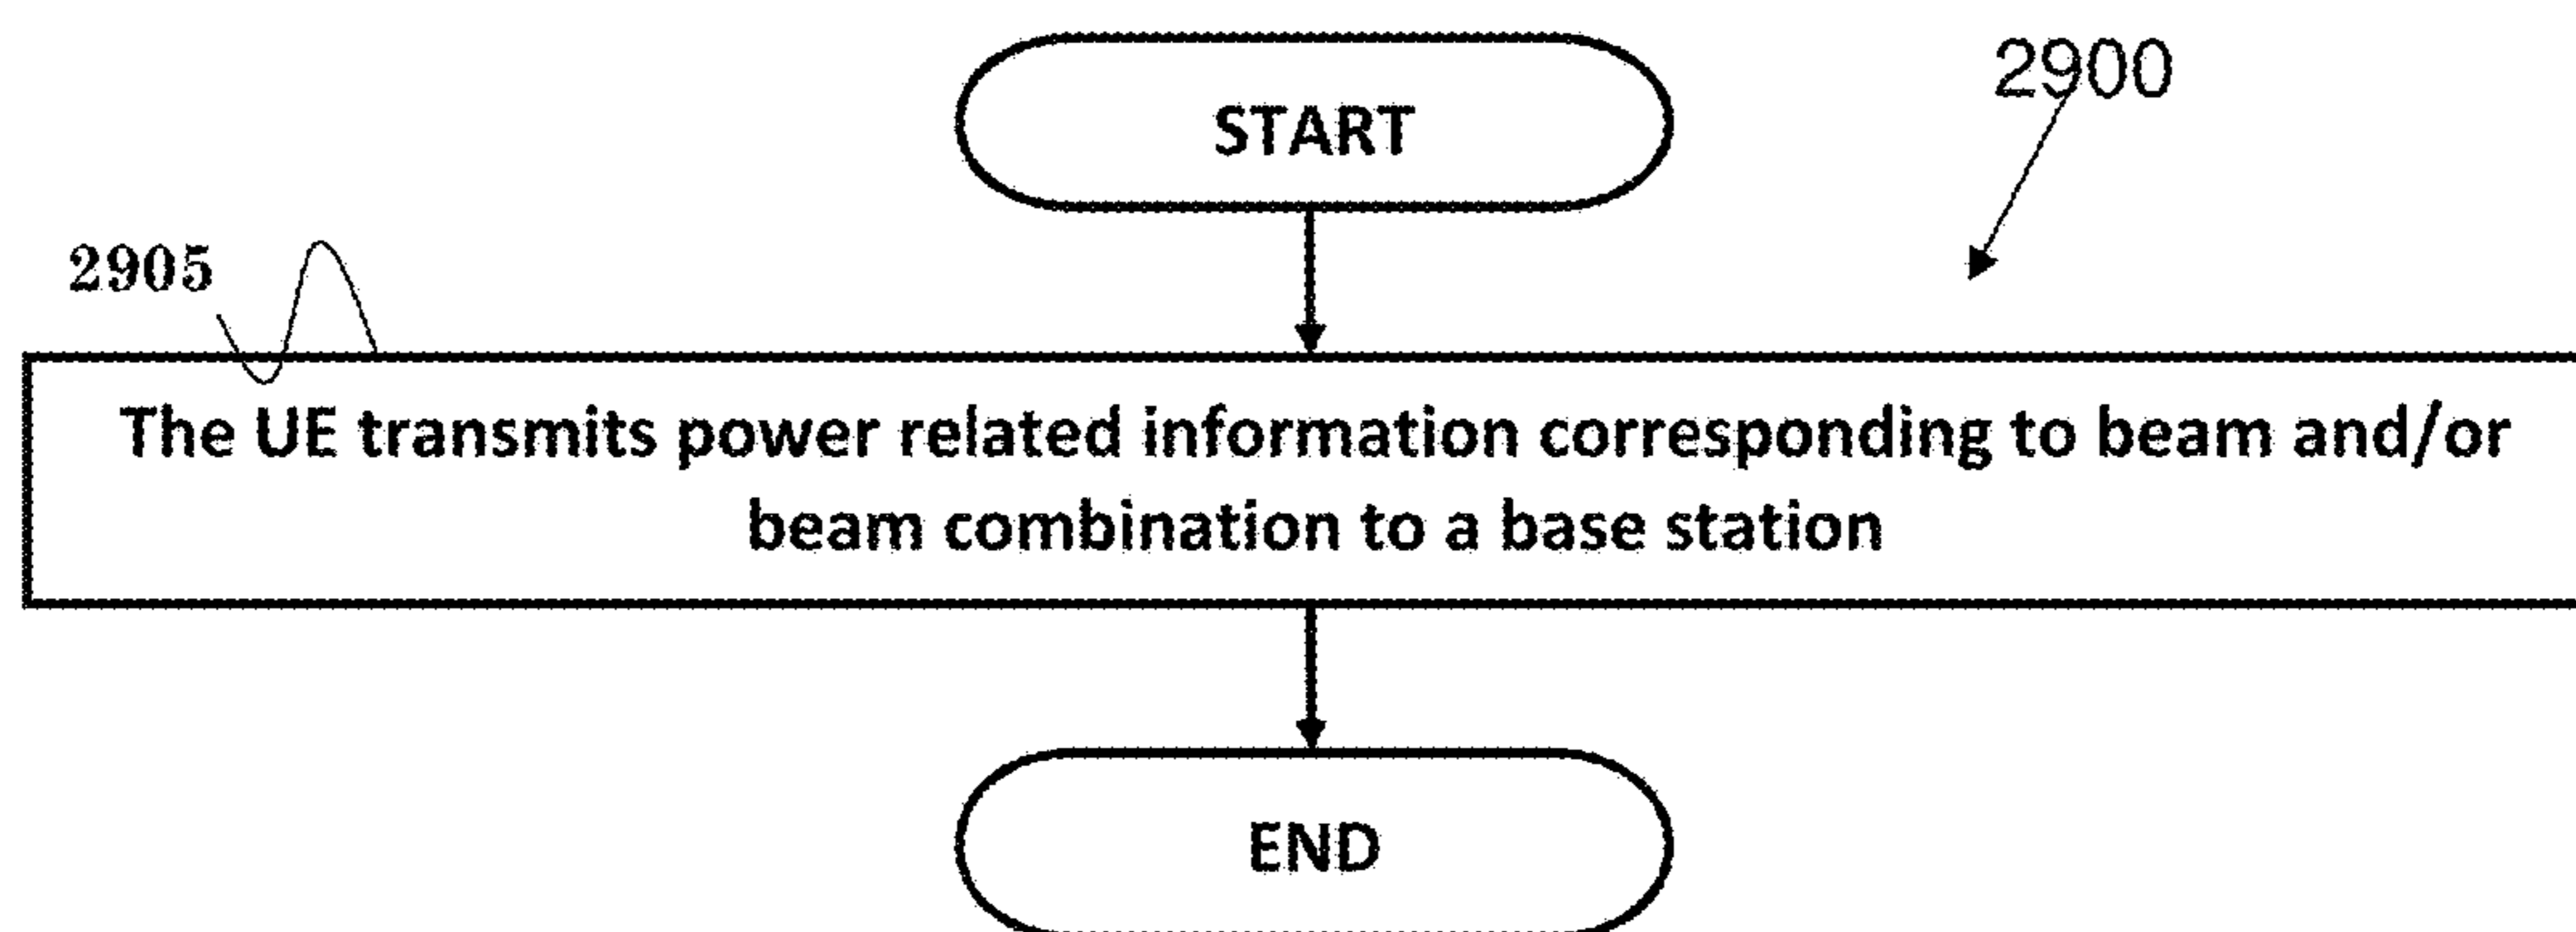 START
2900
2905
The UE transmits power related information corresponding to beam and/or
beam combination to a base station
END